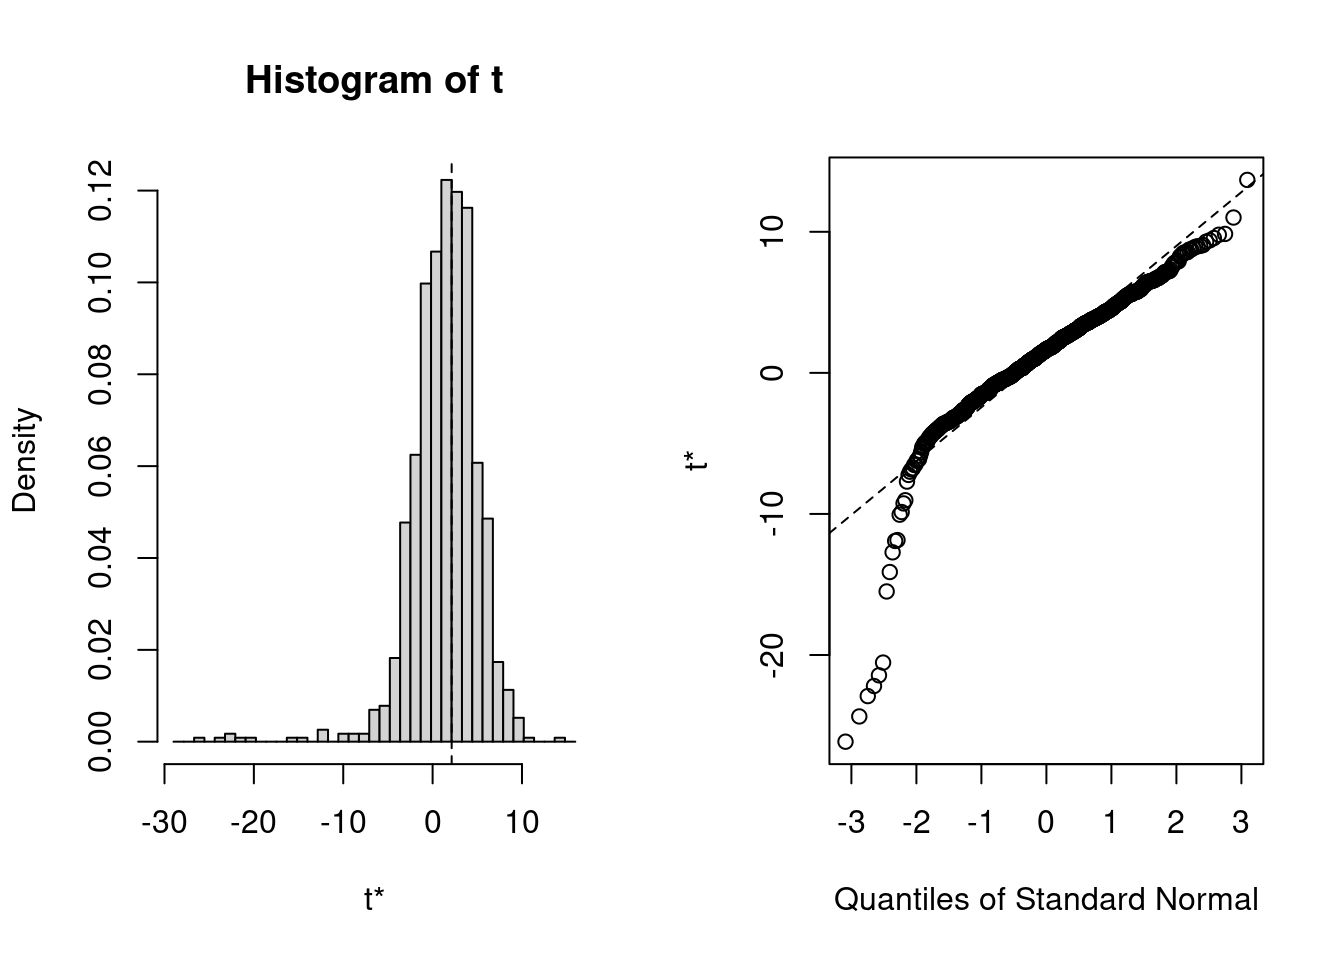 Histogram of t
Density
0.00 0.02 0.04 0.06 0.08 0.10 0.12
-30 -20 -10 0 10
t*
t*
-20 -10 0 10
-3 -2 -1 0 1 2 3
Quantiles of Standard Normal